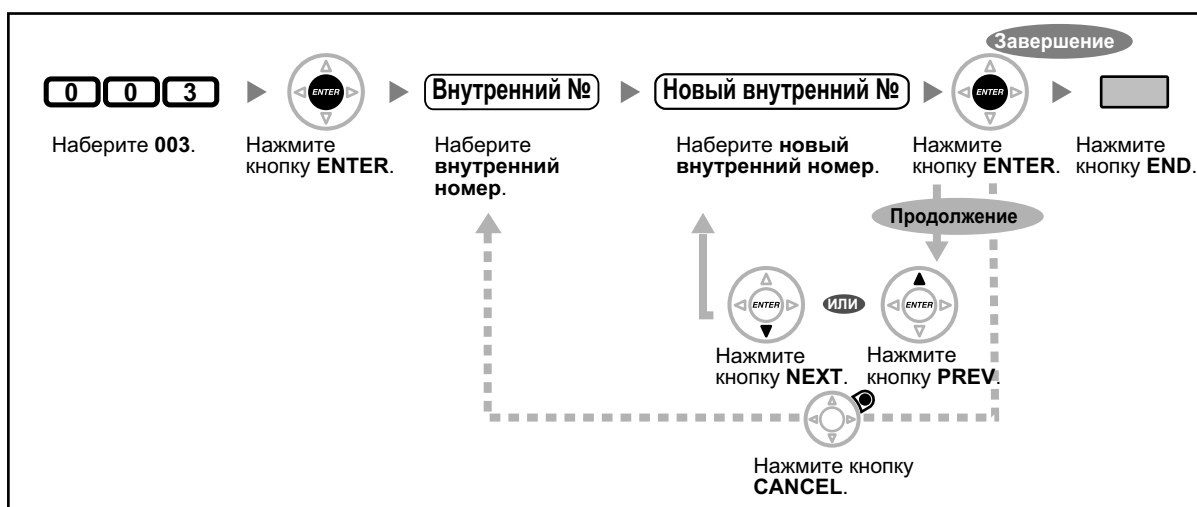 Завершение
0 0 3
ENTER
Внутренний №
Новый внутренний №
ENTER
Наберите 003.
Нажмите
кнопку ENTER.
Наберите
внутренний
номер.
Наберите новый
внутренний номер.
Нажмите
кнопку ENTER.
Нажмите
кнопку END.
Продолжение
ENTER
или
ENTER
Нажмите
кнопку NEXT.
Нажмите
кнопку PREV.
Нажмите кнопку
CANCEL.